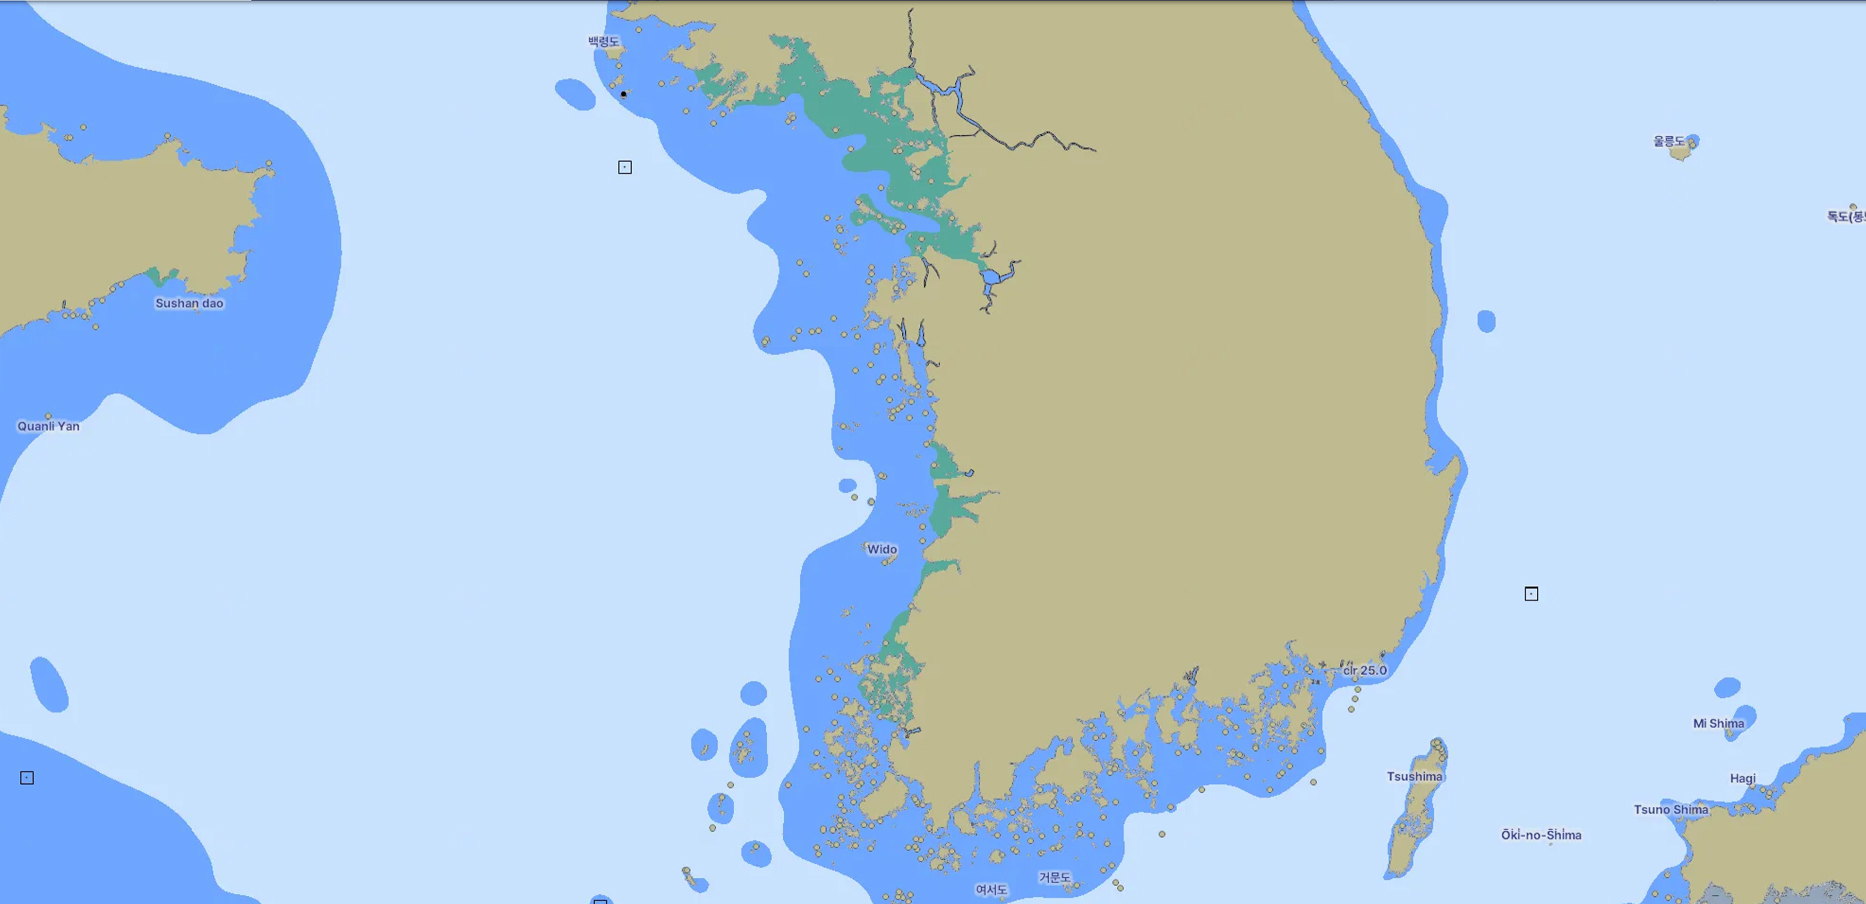 백령도
울릉도
독도(동도
Sushan dao
Quanli Yan
Wido
clr 25.0
Mi Shima
Tsushima
Hagi
Tsuno Shima
Ōki-no-Shima
거문도
여서도